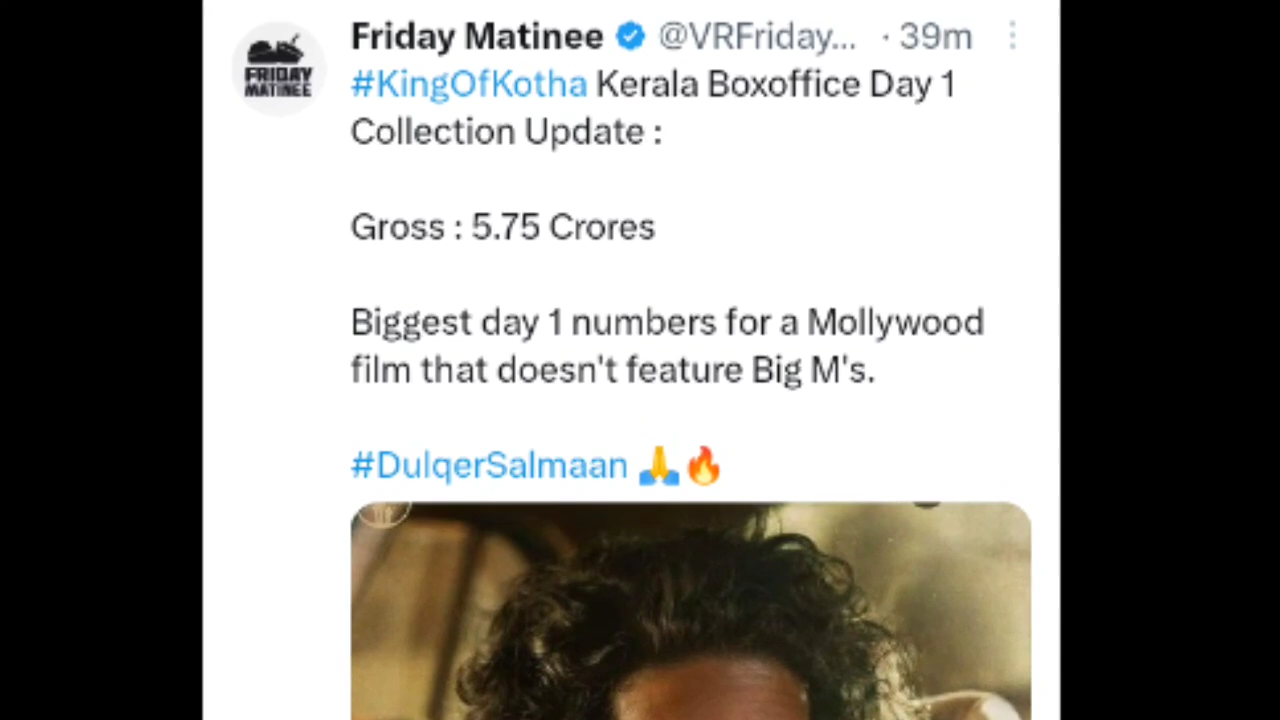 Friday Matinee @VRFriday... · 39m
FRIDAY
MATINEE
#KingOfKotha Kerala Boxoffice Day 1
Collection Update :
Gross : 5.75 Crores
Biggest day 1 numbers for a Mollywood
film that doesn't feature Big M's.
#DulqerSalmaan 🙏🔥